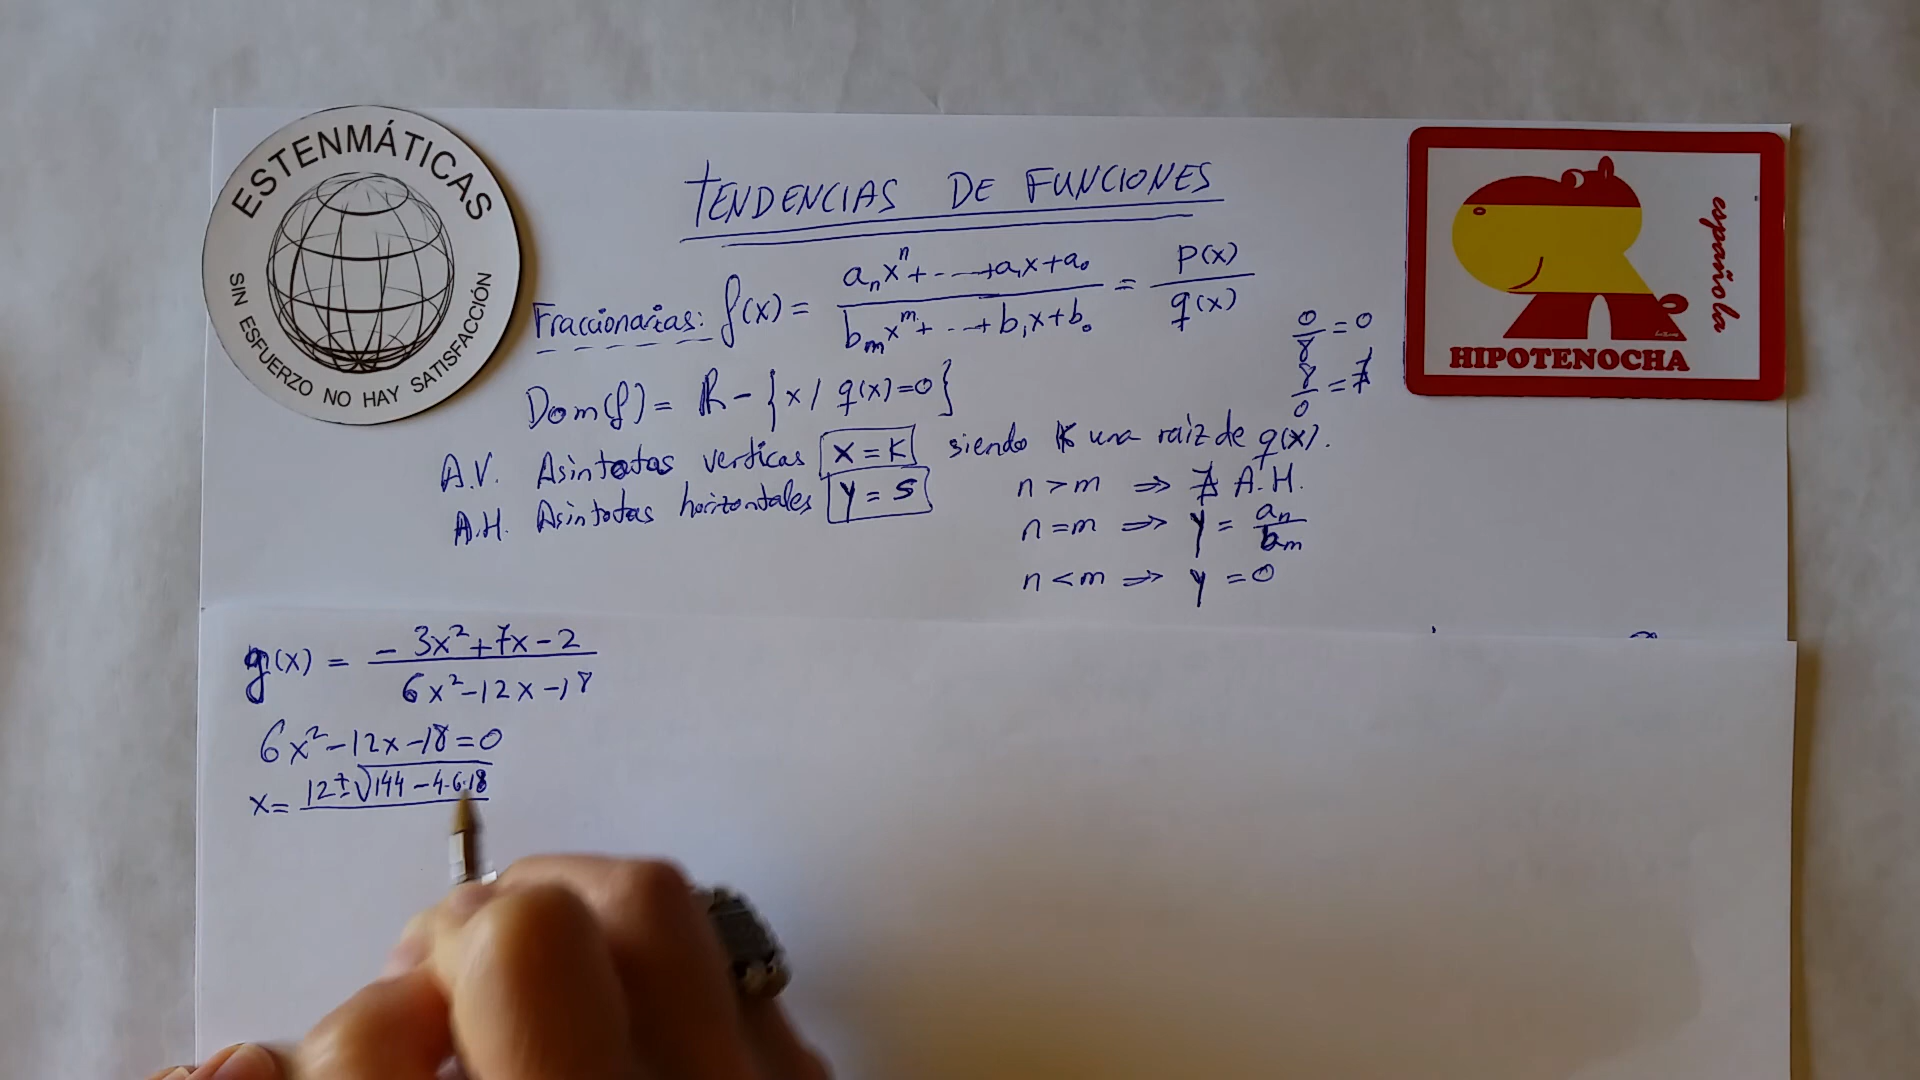 ESTENMÁTICAS
SIN ESFUERZO NO HAY SATISFACCIÓN
TENDENCIAS DE FUNCIONES
Fraccionarias: f(x) = (aₙxⁿ + --- + a₁x + a₀)/(bₘxᵐ + --- + b₁x + b₀) = p(x)/q(x)
0/8 = 0
8/0 = ∄
Dom(f) = ℝ - {x / q(x)=0}
A.V. Asintotas verticas x = K siendo K una raiz de q(x).
A.H. Asintotas horizontales y = s
n > m ⇒ ∄ A.H.
n = m ⇒ y = aₙ/bₘ
n < m ⇒ y = 0
española
HIPOTENOCHA
g(x) = (-3x²+7x-2)/(6x²-12x-18)
6x²-12x-18=0
x = 12±√(144-4·6·18)